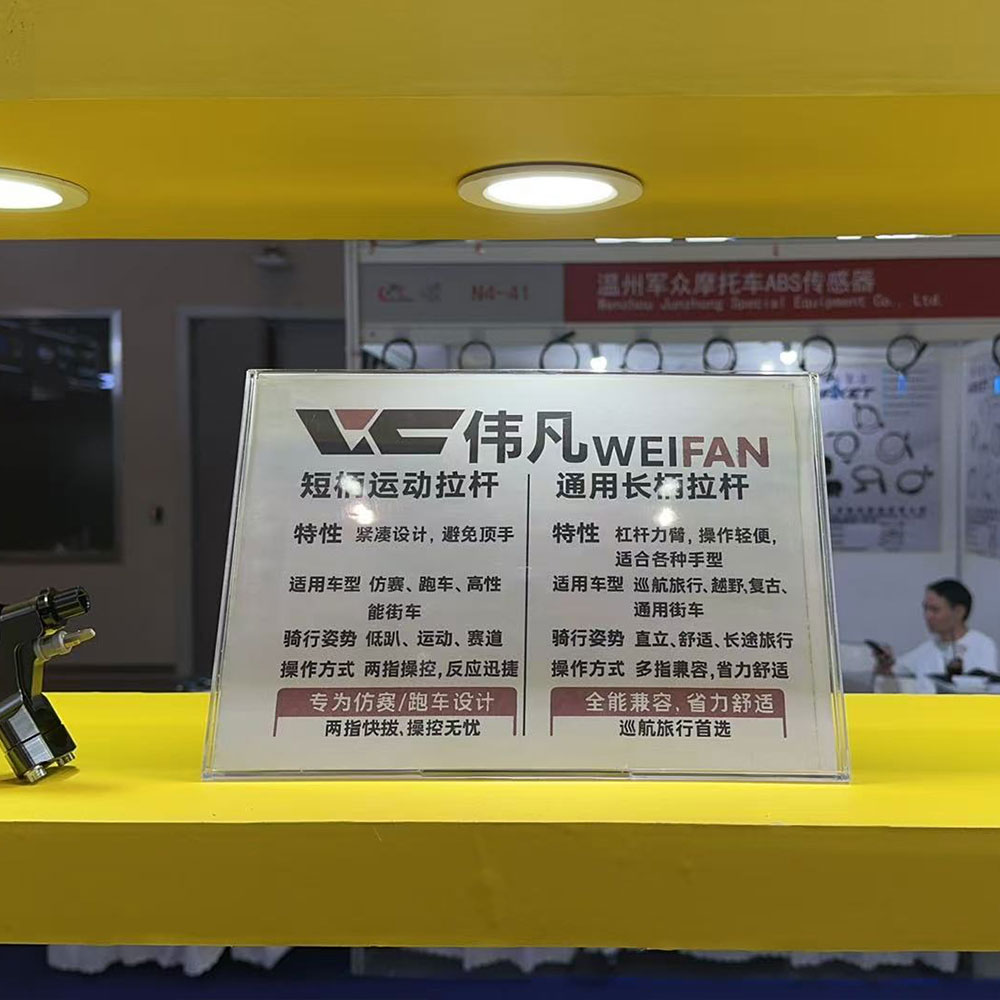 N4-41
温州军众摩托车ABS传感器
Wenzhou Junzhong Special Equipment Co., Ltd.
伟凡 WEIFAN
短柄运动拉杆
特性 紧凑设计，避免顶手
适用车型 仿赛、跑车、高性
能街车
骑行姿势 低趴、运动、赛道
操作方式 两指操控,反应迅捷
专为仿赛/跑车设计
两指快拨,操控无忧
通用长柄拉杆
特性 杠杆力臂，操作轻便，
适合各种手型
适用车型 巡航旅行、越野、复古、
通用街车
骑行姿势 直立、舒适、长途旅行
操作方式 多指兼容,省力舒适
全能兼容，省力舒适
巡航旅行首选